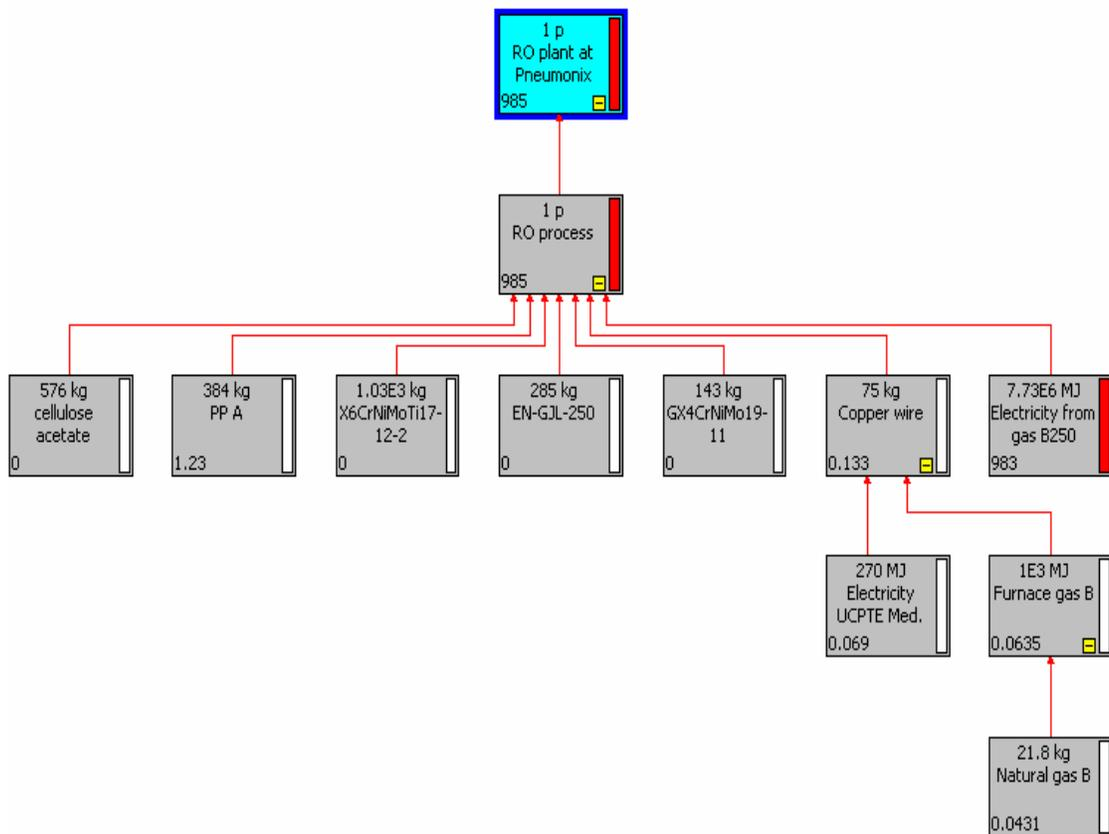 1 p
RO plant at
Pneumonix
985
1 p
RO process
985
576 kg
cellulose
acetate
0
384 kg
PP A
1.23
1.03E3 kg
X6CrNiMoTi17-
12-2
0
285 kg
EN-GJL-250
0
143 kg
GX4CrNiMo19-
11
0
75 kg
Copper wire
0.133
7.73E6 MJ
Electricity from
gas B250
983
270 MJ
Electricity
UCPTE Med.
0.069
1E3 MJ
Furnace gas B
0.0635
21.8 kg
Natural gas B
0.0431